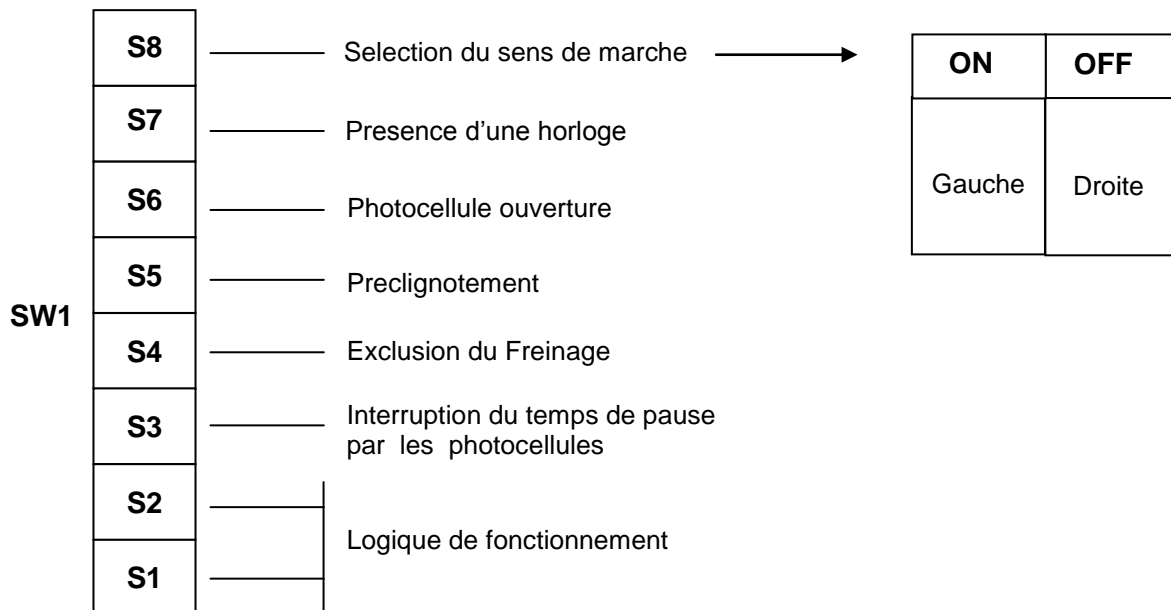 S8 Selection du sens de marche
ON OFF
S7 Presence d'une horloge
Gauche Droite
S6 Photocellule ouverture
S5 Preclignotement
SW1
S4 Exclusion du Freinage
S3 Interruption du temps de pause
par les photocellules
S2
Logique de fonctionnement
S1